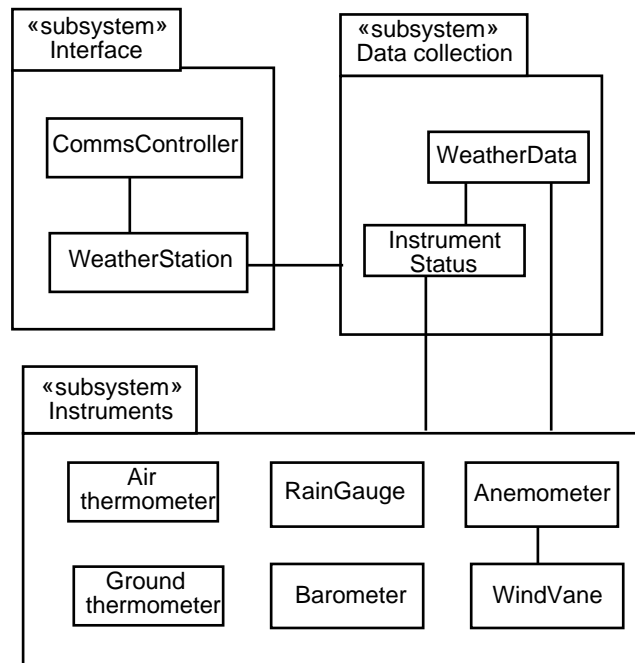 «subsystem»
Interface
CommsController
WeatherStation
«subsystem»
Data collection
WeatherData
Instrument
Status
«subsystem»
Instruments
Air
thermometer
RainGauge
Anemometer
Ground
thermometer
Barometer
WindVane